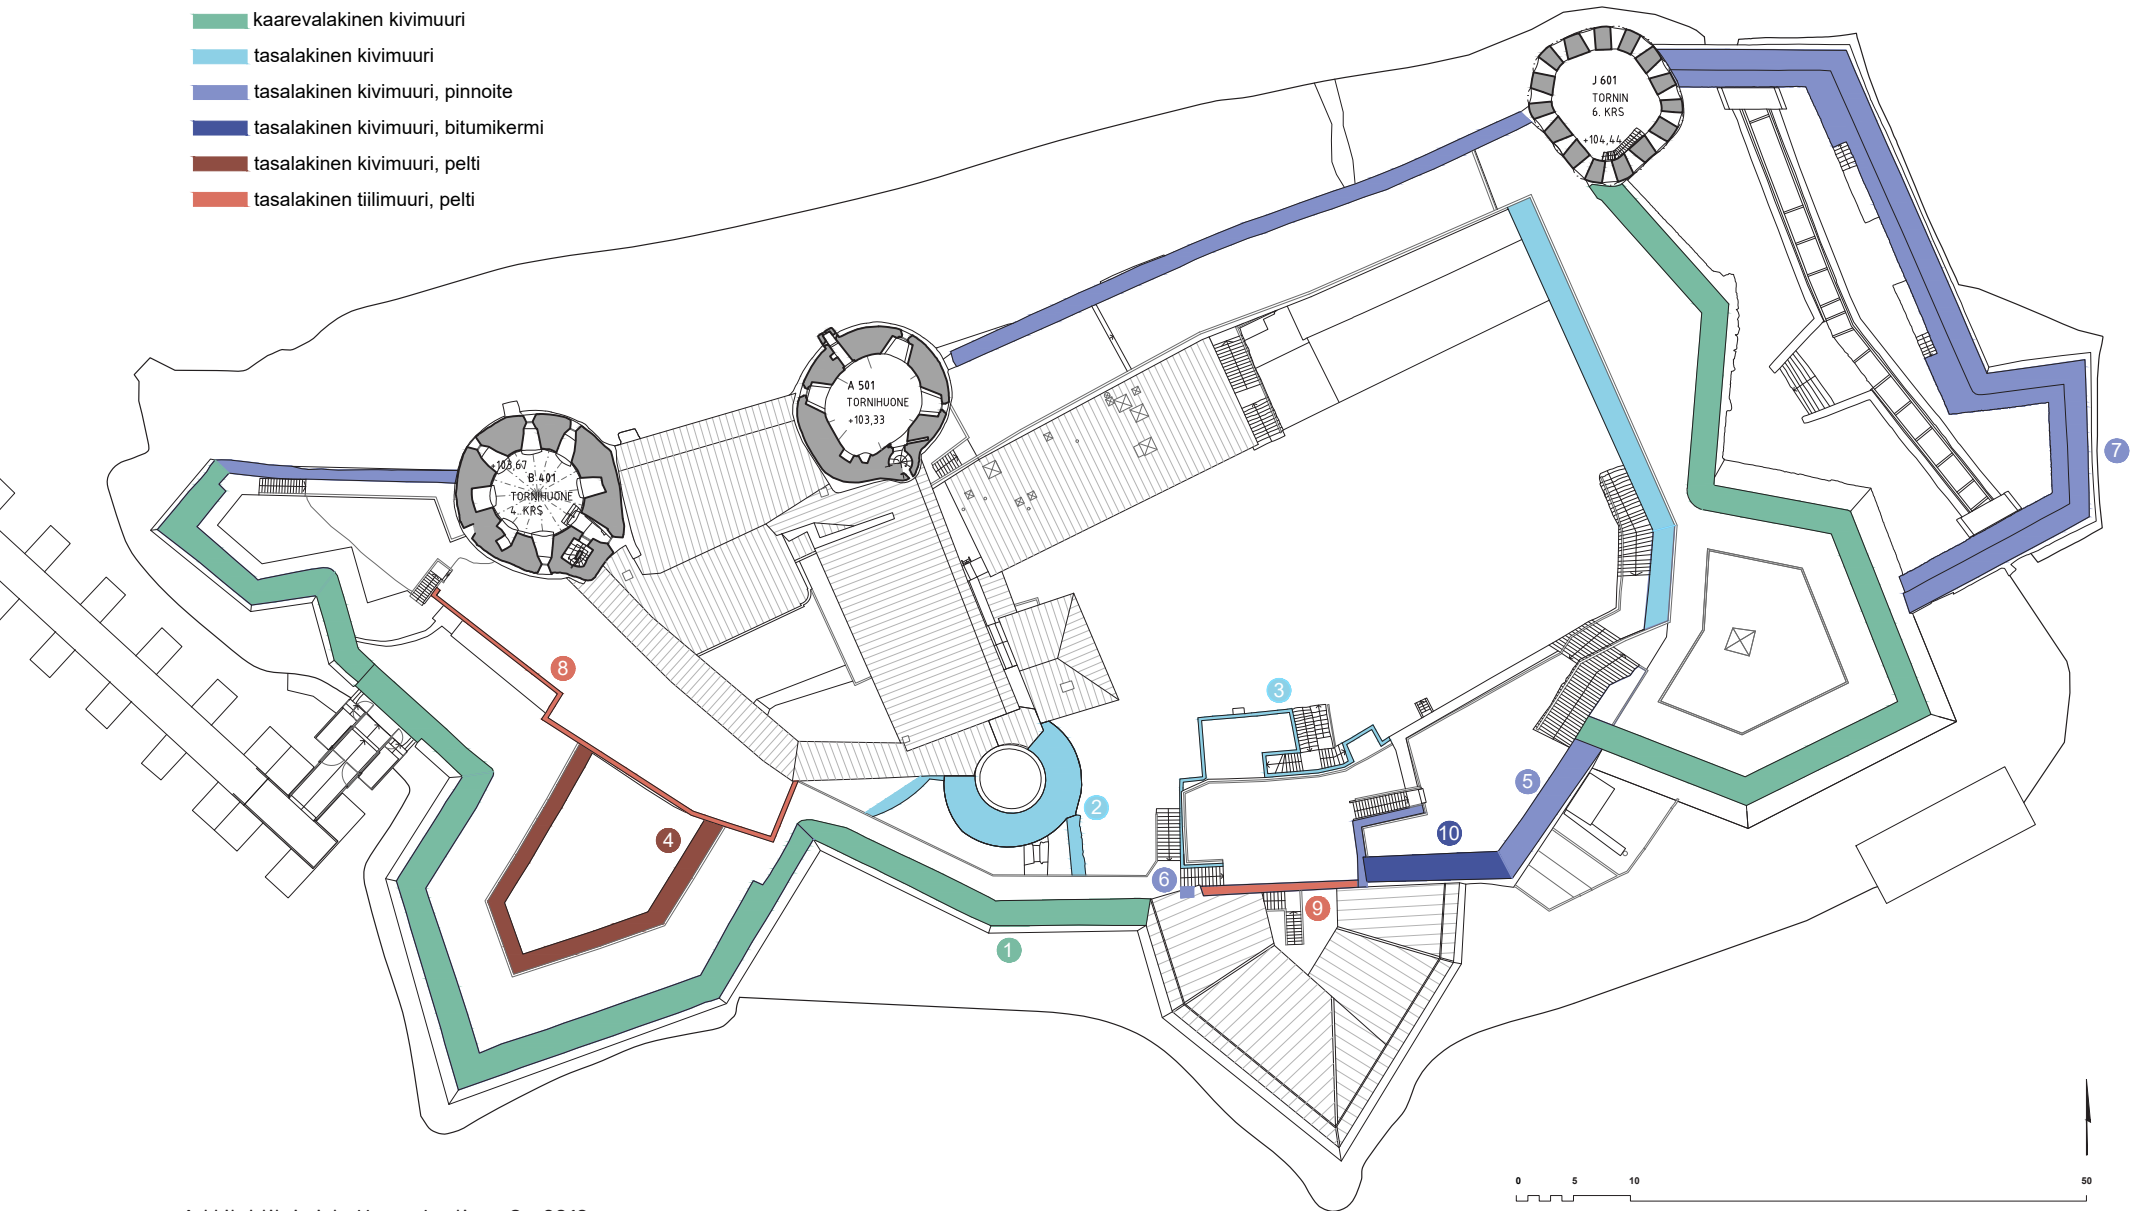 kaarevalakinen kivimuuri
tasalakinen kivimuuri
tasalakinen kivimuuri, pinnoite
tasalakinen kivimuuri, bitumikermi
tasalakinen kivimuuri, pelti
tasalakinen tiilimuuri, pelti
J 601
TORNIN
6. KRS
+104,44
A 501
TORNIHUONE
+103,33
+103,67
B 401
TORNIHUONE
4. KRS
7
8
3
5
2
10
4
6
9
1
0
5
10
50